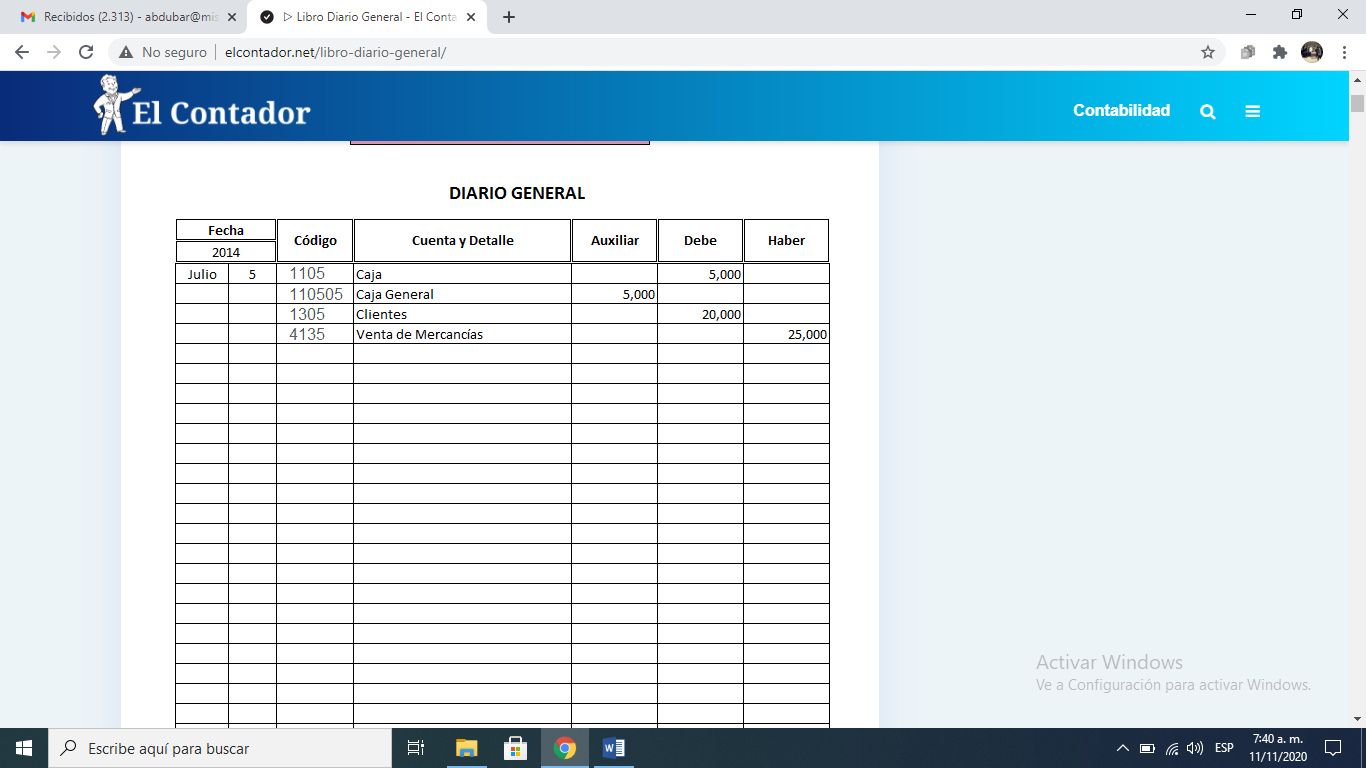 Recibidos (2.313) - abdubar@mis
▷ Libro Diario General - El Conta
No seguro | elcontador.net/libro-diario-general/
El Contador
Contabilidad
DIARIO GENERAL
Fecha Código Cuenta y Detalle Auxiliar Debe Haber
2014
Julio 5 1105 Caja 5,000
110505 Caja General 5,000
1305 Clientes 20,000
4135 Venta de Mercancías 25,000
Activar Windows
Ve a Configuración para activar Windows.
Escribe aquí para buscar
ESP
7:40 a. m.
11/11/2020